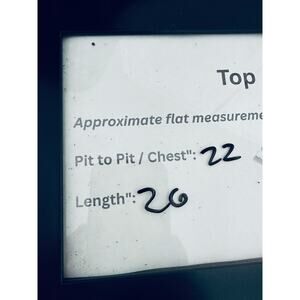 Top
Approximate flat measureme
Pit to Pit / Chest": 22
Length": 26